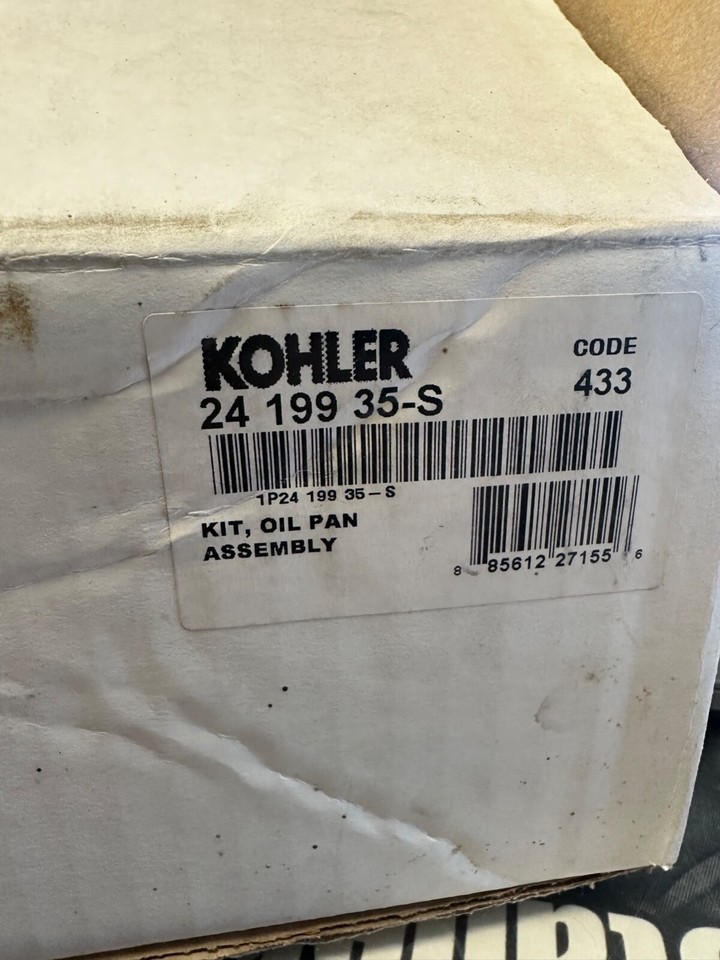 KOHLER
CODE
24 199 35-S
433
1P24 199 35-S
KIT, OIL PAN
ASSEMBLY
8 85612 27155 6